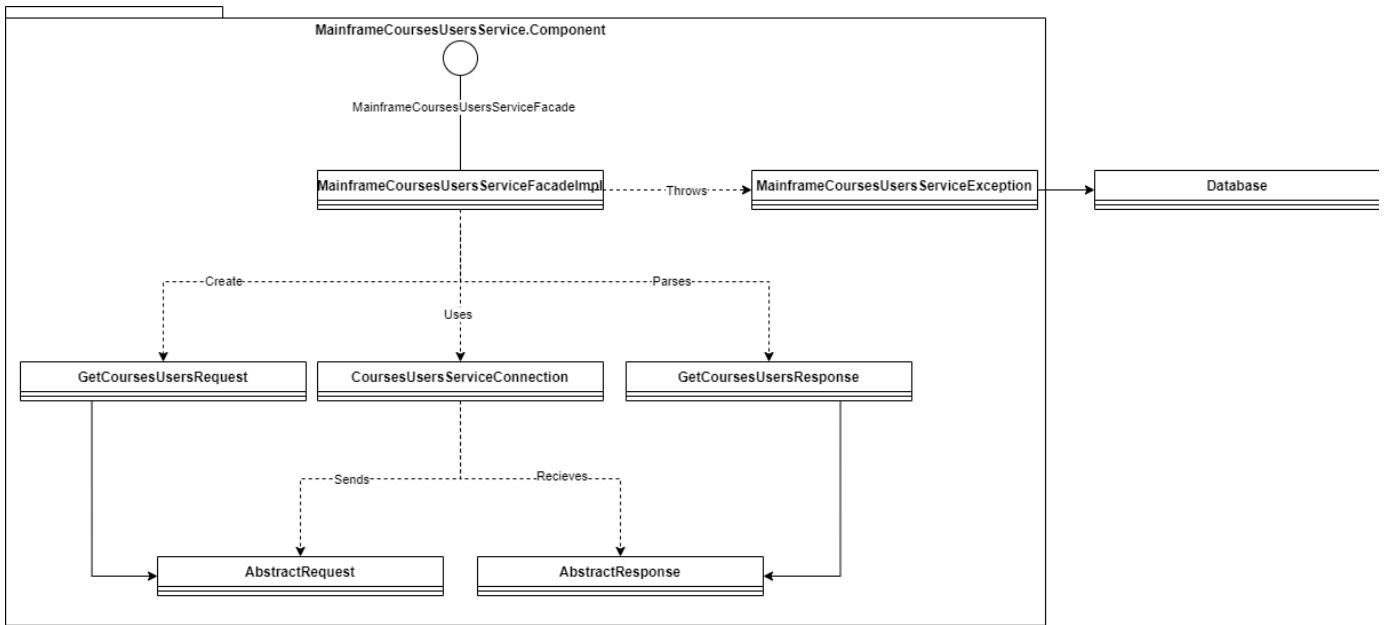 MainframeCoursesUsersService.Component
MainframeCoursesUsersServiceFacade
MainframeCoursesUsersServiceFacadeImpl
Throws
MainframeCoursesUsersServiceException
Database
Create
Parses
Uses
GetCoursesUsersRequest
CoursesUsersServiceConnection
GetCoursesUsersResponse
Sends
Recieves
AbstractRequest
AbstractResponse